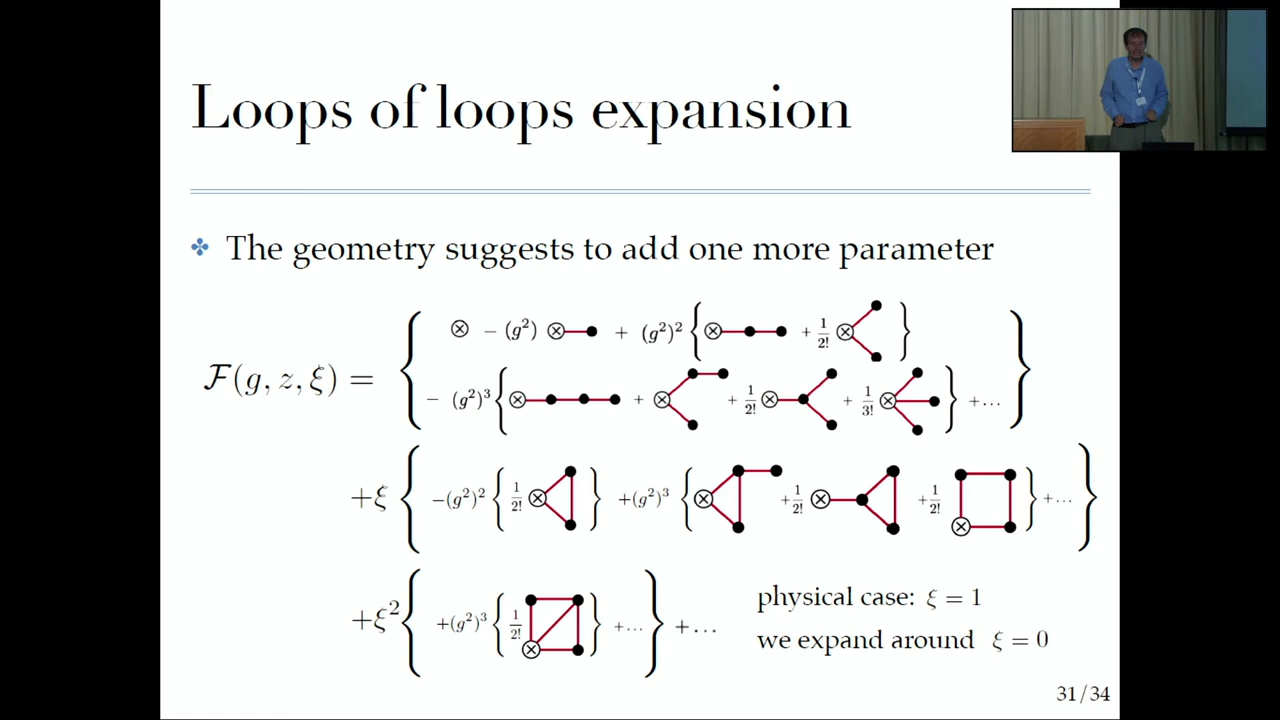 Loops of loops expansion
❖ The geometry suggests to add one more parameter
F(g, z, ξ) = { ⊗ − (g²) ⊗ + (g²)² { ⊗ + 1/2! ⊗ }
− (g²)³ { ⊗ + ⊗ + 1/2! ⊗ + 1/3! ⊗ } +... }
+ξ { −(g²)² { 1/2! ⊗ } +(g²)³ { ⊗ +1/2! ⊗ +1/2! ⊗ } +... }
+ξ² { +(g²)³ { 1/2! ⊗ } +... } +...
physical case: ξ = 1
we expand around ξ = 0
31/34